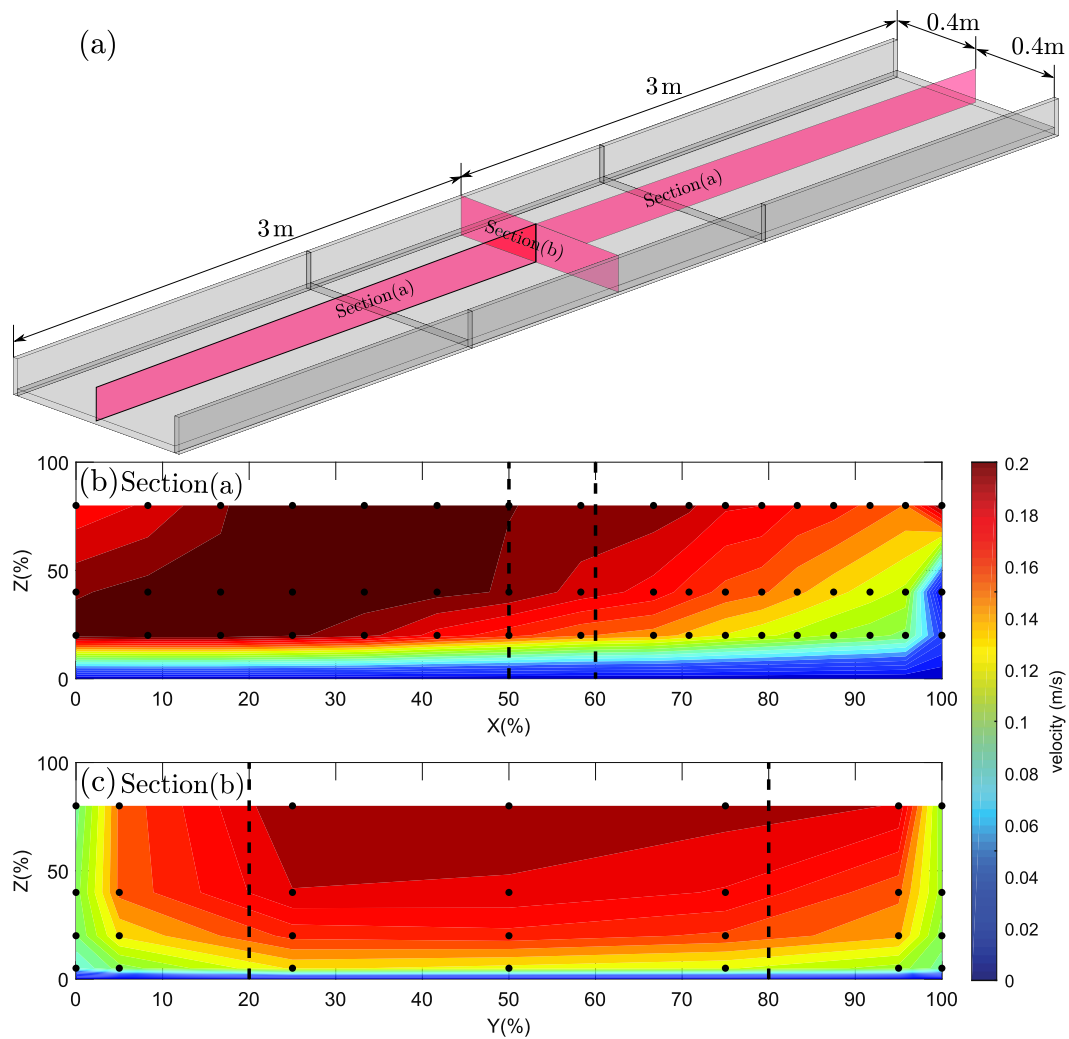 (a)
0.4m
0.4m
3m
3m
Section(a)
Section(b)
Section(a)
(b) Section(a)
100
50
0
Z(%)
0 10 20 30 40 50 60 70 80 90 100
X(%)
(c) Section(b)
100
50
0
Z(%)
0 10 20 30 40 50 60 70 80 90 100
Y(%)
0.2
0.18
0.16
0.14
0.12
0.1
0.08
0.06
0.04
0.02
0
velocity (m/s)